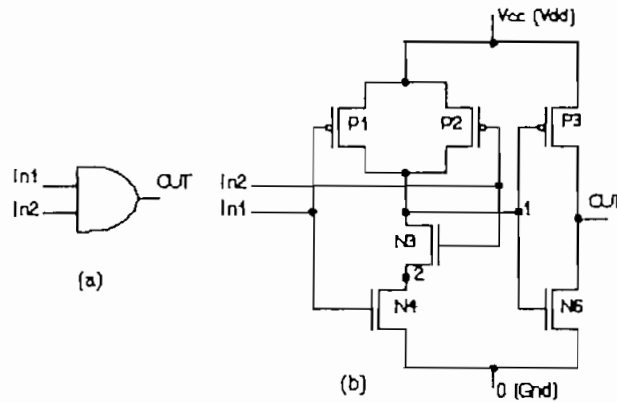 Vcc (Vdd)
P1
P2
P3
In1
In2
OUT
(a)
In2
In1
1
OUT
N3
2
N4
N6
(b)
0 (Gnd)